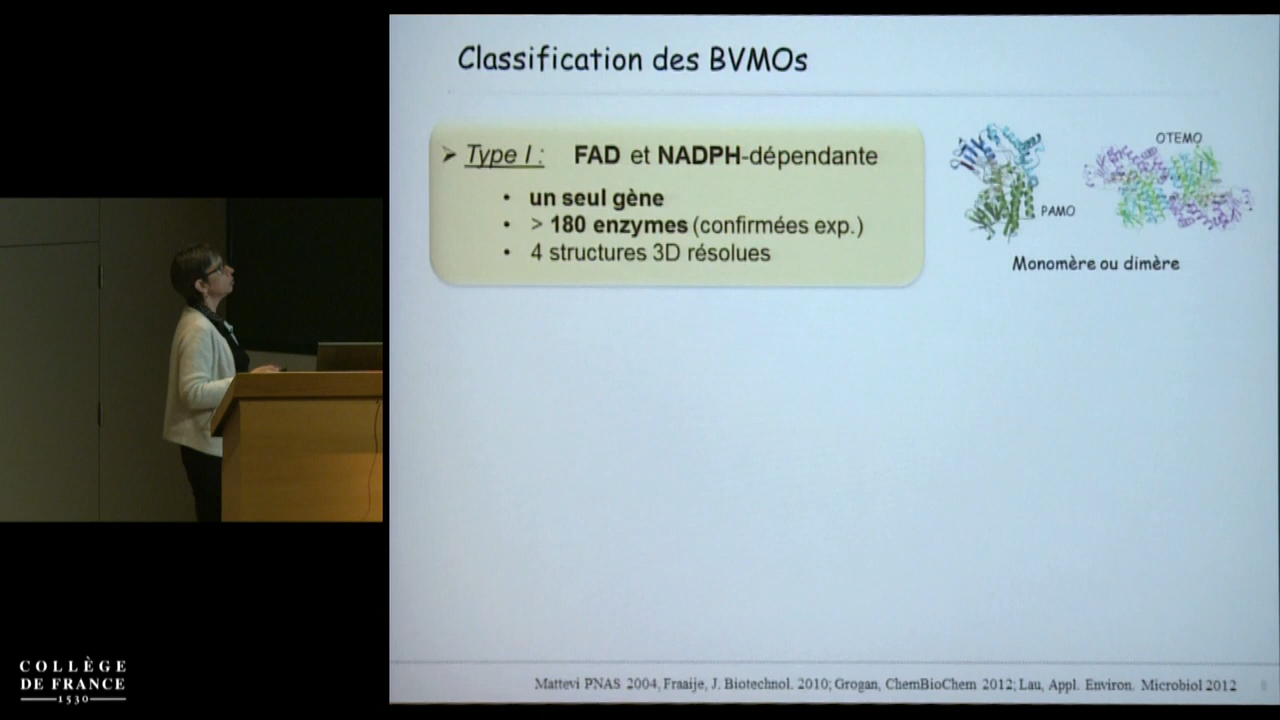 Classification des BVMOs
➢ Type I : FAD et NADPH-dépendante
• un seul gène
• > 180 enzymes (confirmées exp.)
• 4 structures 3D résolues
OTEMO
PAMO
Monomère ou dimère
Mattevi PNAS 2004, Fraaije, J. Biotechnol. 2010; Grogan, ChemBioChem 2012; Lau, Appl. Environ. Microbiol 2012
COLLÈGE
DE FRANCE
1530